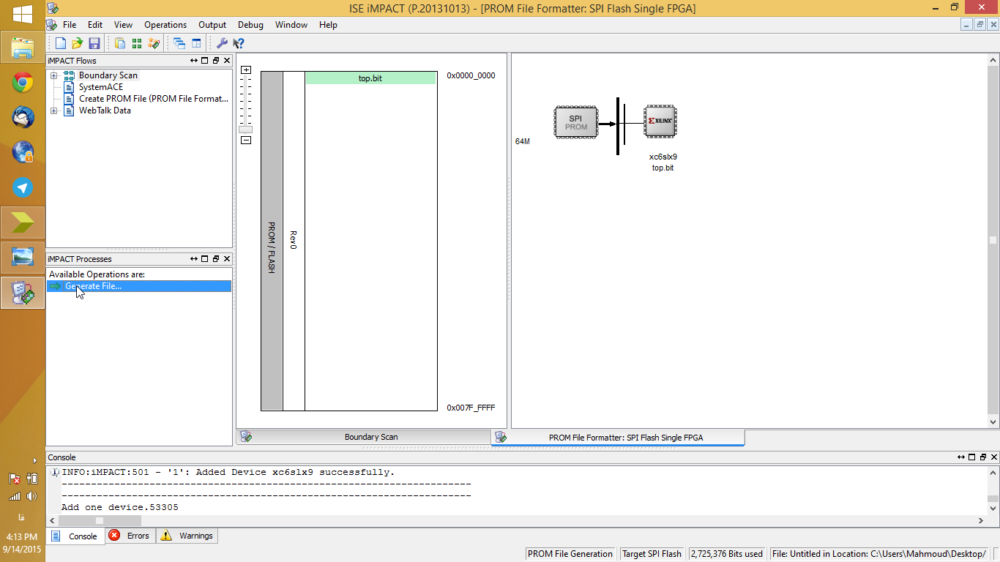 ISE iMPACT (P.20131013) - [PROM File Formatter: SPI Flash Single FPGA]
File Edit View Operations Output Debug Window Help
iMPACT Flows
Boundary Scan
SystemACE
Create PROM File (PROM File Format...
WebTalk Data
iMPACT Processes
Available Operations are:
Generate File...
top.bit
0x0000_0000
PROM / FLASH
Rev0
0x007F_FFFF
64M
SPI
PROM
XILINX
xc6slx9
top.bit
Boundary Scan
PROM File Formatter: SPI Flash Single FPGA
Console
INFO:iMPACT:501 - '1': Added Device xc6slx9 successfully.
----------------------------------------------------------------------
----------------------------------------------------------------------
Add one device.53305
Console
Errors
Warnings
PROM File Generation
Target SPI Flash
2,725,376 Bits used
File: Untitled in Location: C:\Users\Mahmoud\Desktop/
فا
4:13 PM
9/14/2015